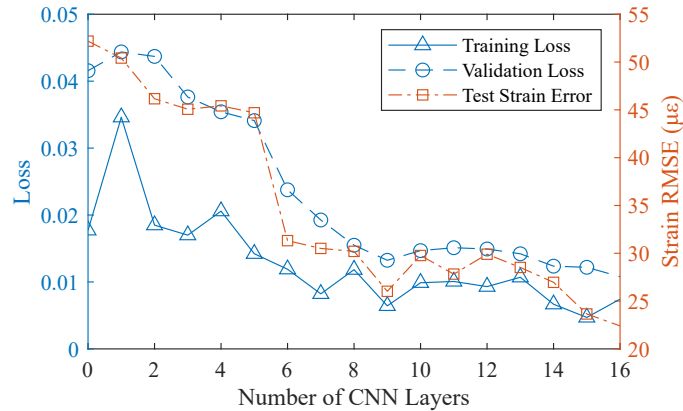 0.05
0.04
0.03
0.02
0.01
0
Loss
55
50
45
40
35
30
25
20
Strain RMSE (με)
Training Loss
Validation Loss
Test Strain Error
0 2 4 6 8 10 12 14 16
Number of CNN Layers